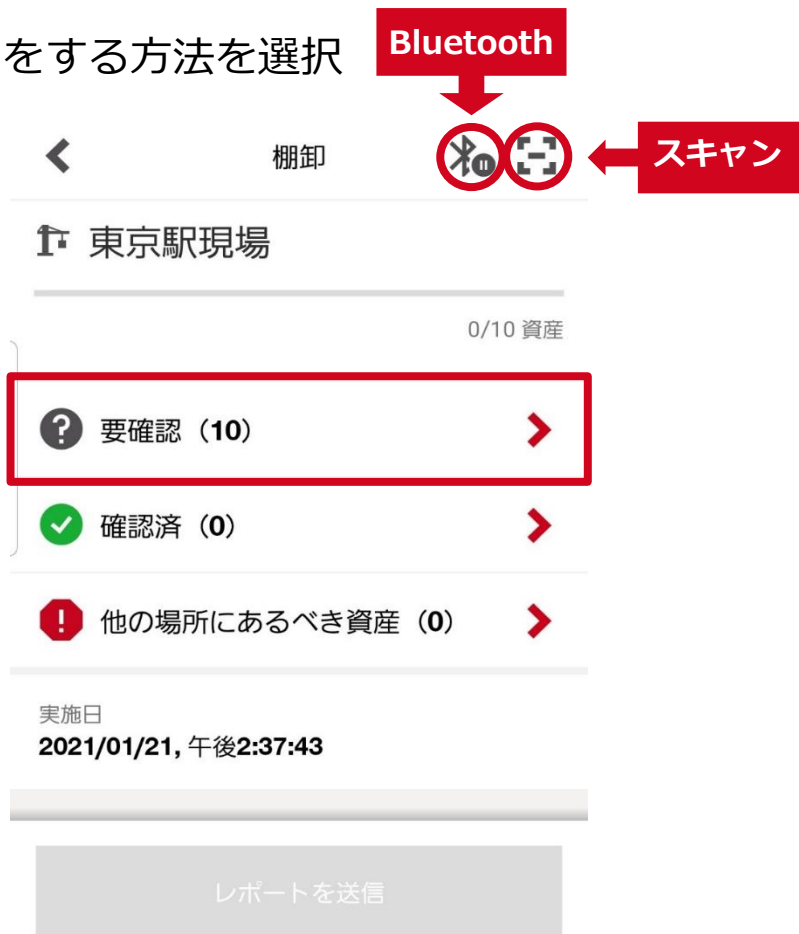 をする方法を選択
Bluetooth
棚卸
スキャン
東京駅現場
0/10 資産
要確認（10）
確認済（0）
他の場所にあるべき資産（0）
実施日
2021/01/21, 午後2:37:43
レポートを送信